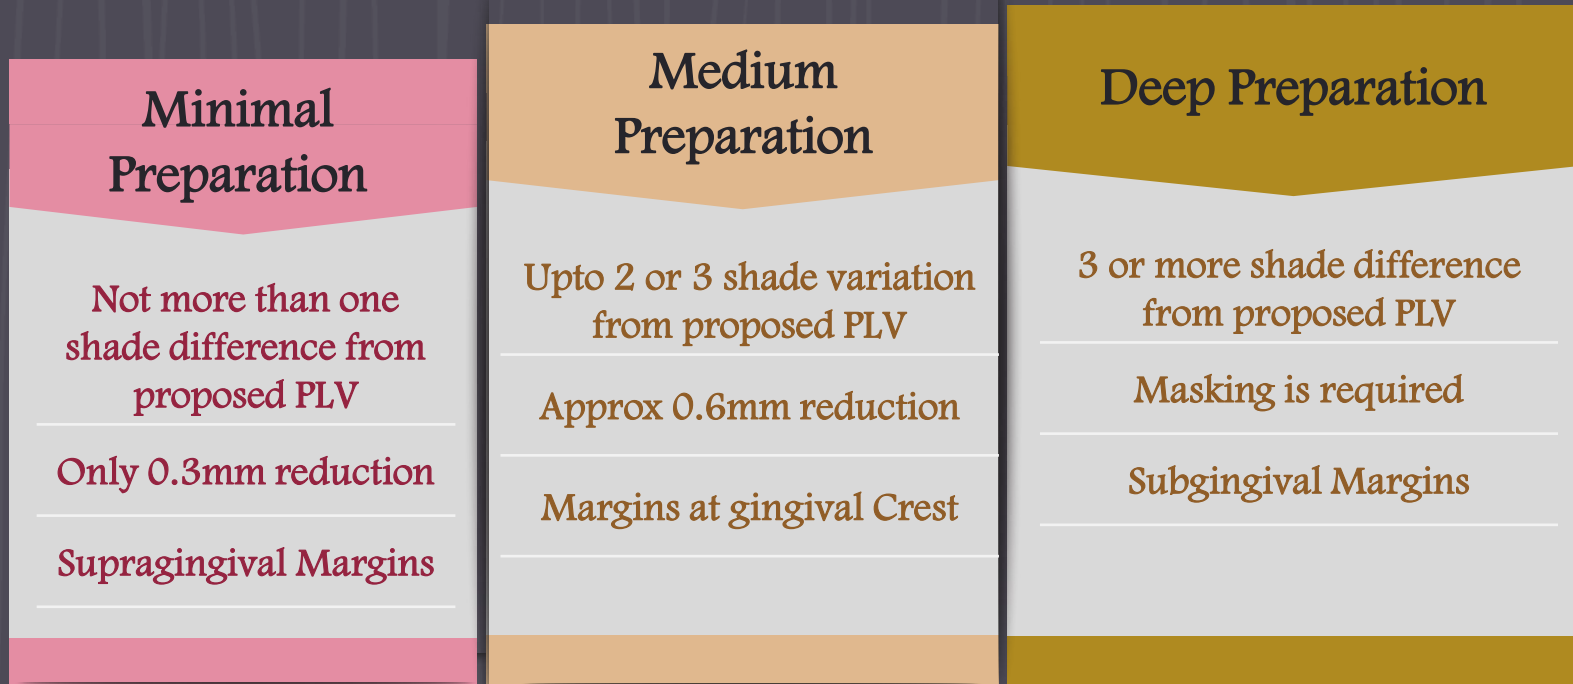 Minimal
Preparation
Not more than one
shade difference from
proposed PLV
Only 0.3mm reduction
Supragingival Margins
Medium
Preparation
Upto 2 or 3 shade variation
from proposed PLV
Approx 0.6mm reduction
Margins at gingival Crest
Deep Preparation
3 or more shade difference
from proposed PLV
Masking is required
Subgingival Margins